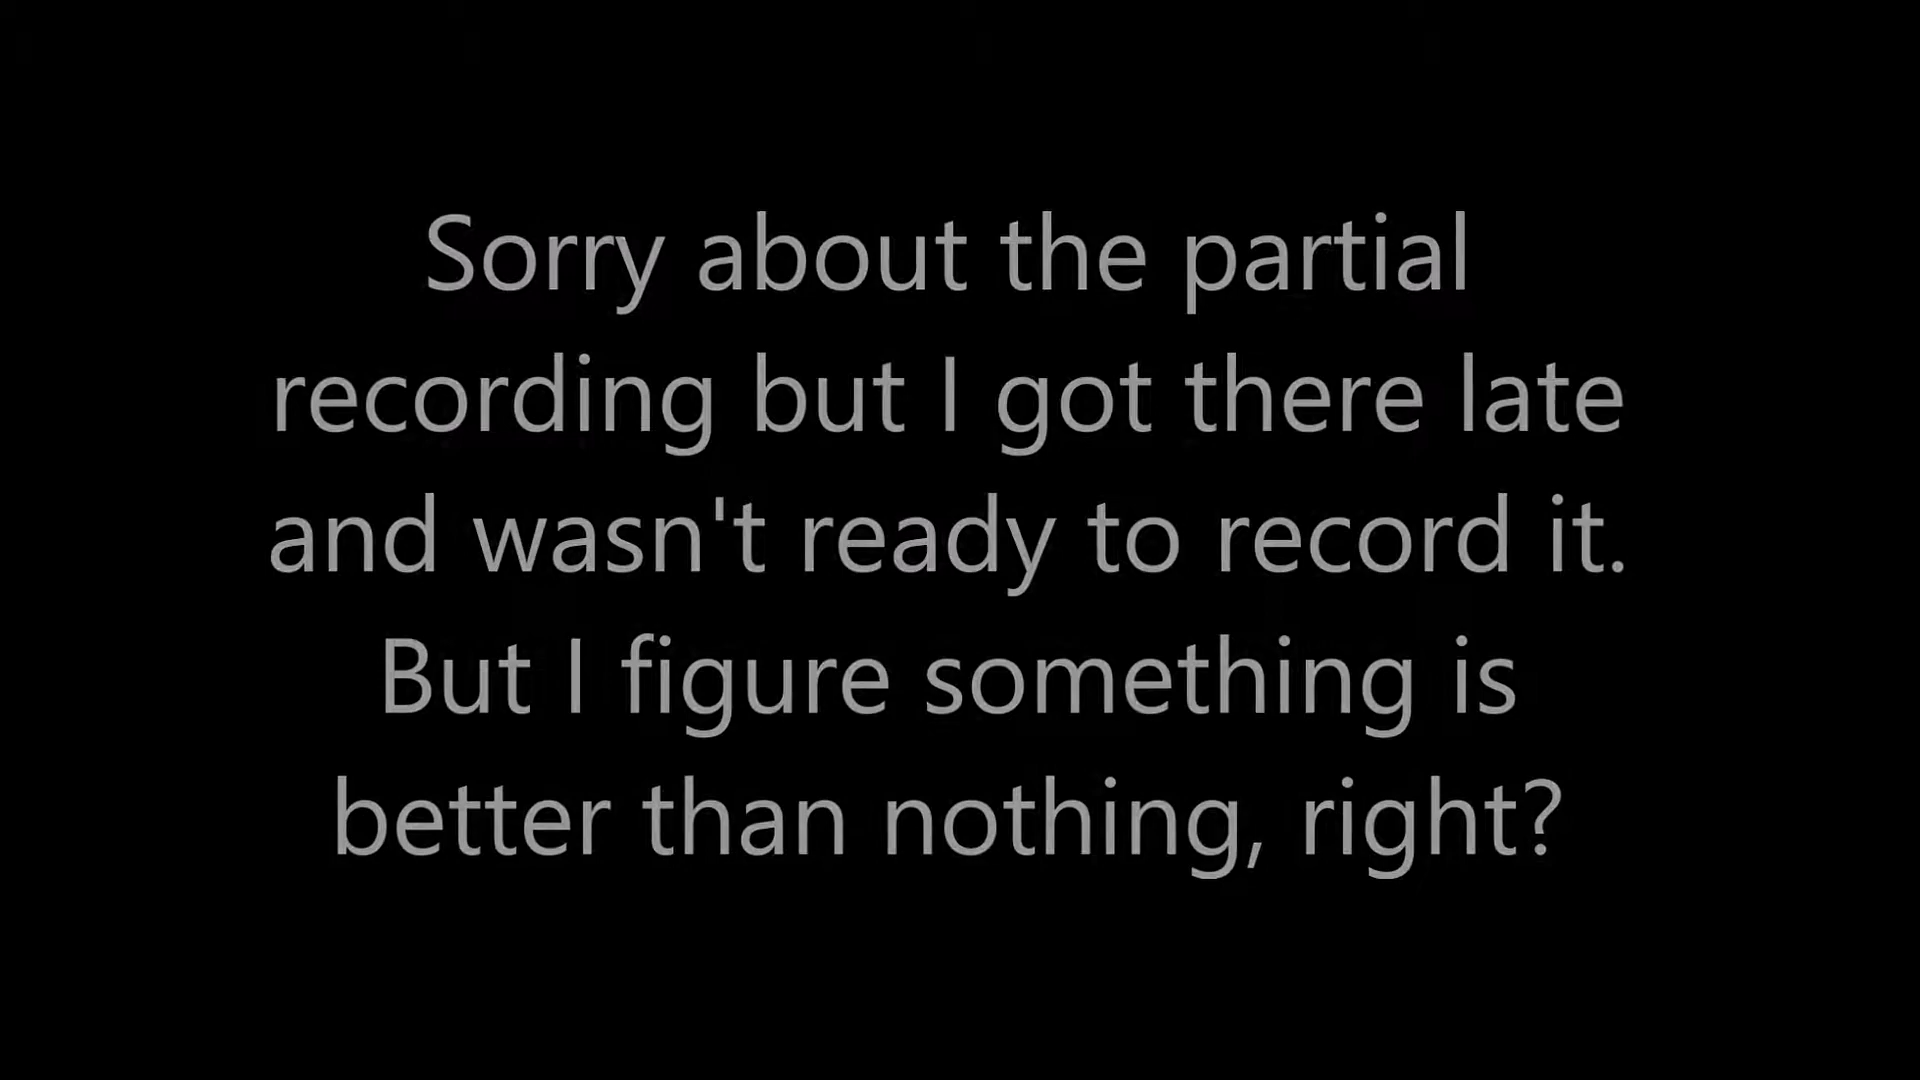 Sorry about the partial
recording but I got there late
and wasn't ready to record it.
But I figure something is
better than nothing, right?